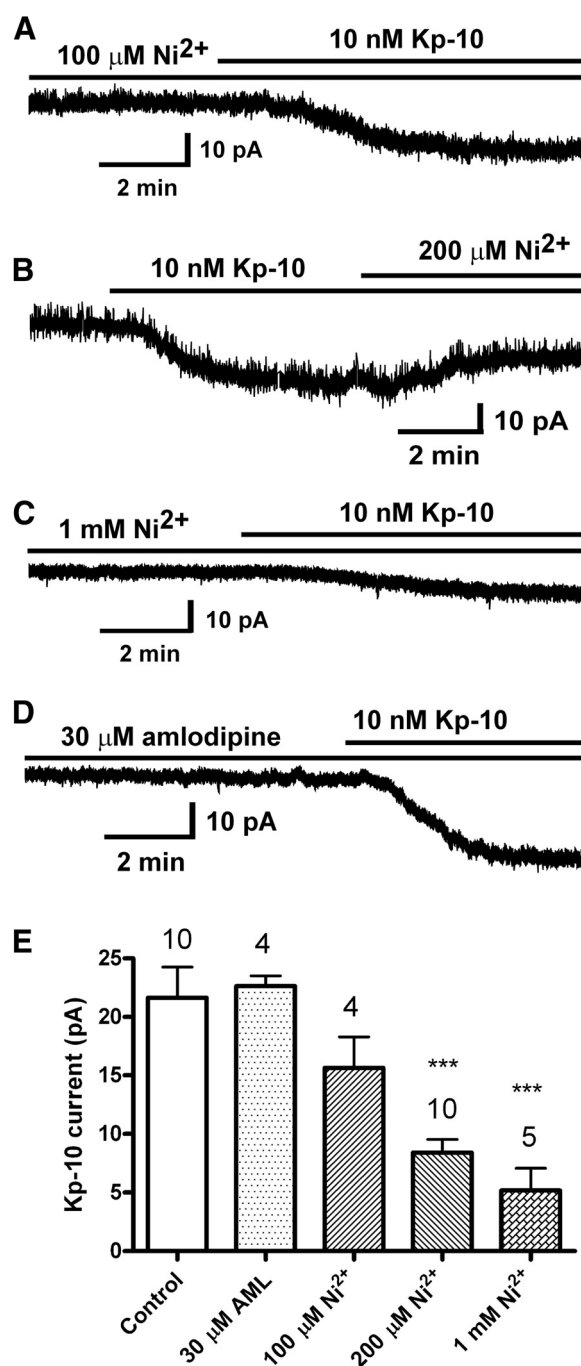 A
10 nM Kp-10
100 μM Ni²⁺
10 pA
2 min
B
200 μM Ni²⁺
10 nM Kp-10
10 pA
2 min
C
10 nM Kp-10
1 mM Ni²⁺
10 pA
2 min
D
10 nM Kp-10
30 μM amlodipine
10 pA
2 min
E
Kp-10 current (pA)
25
20
15
10
5
0
10
4
4
***
10
***
5
Control
30 μM AML
100 μM Ni²⁺
200 μM Ni²⁺
1 mM Ni²⁺